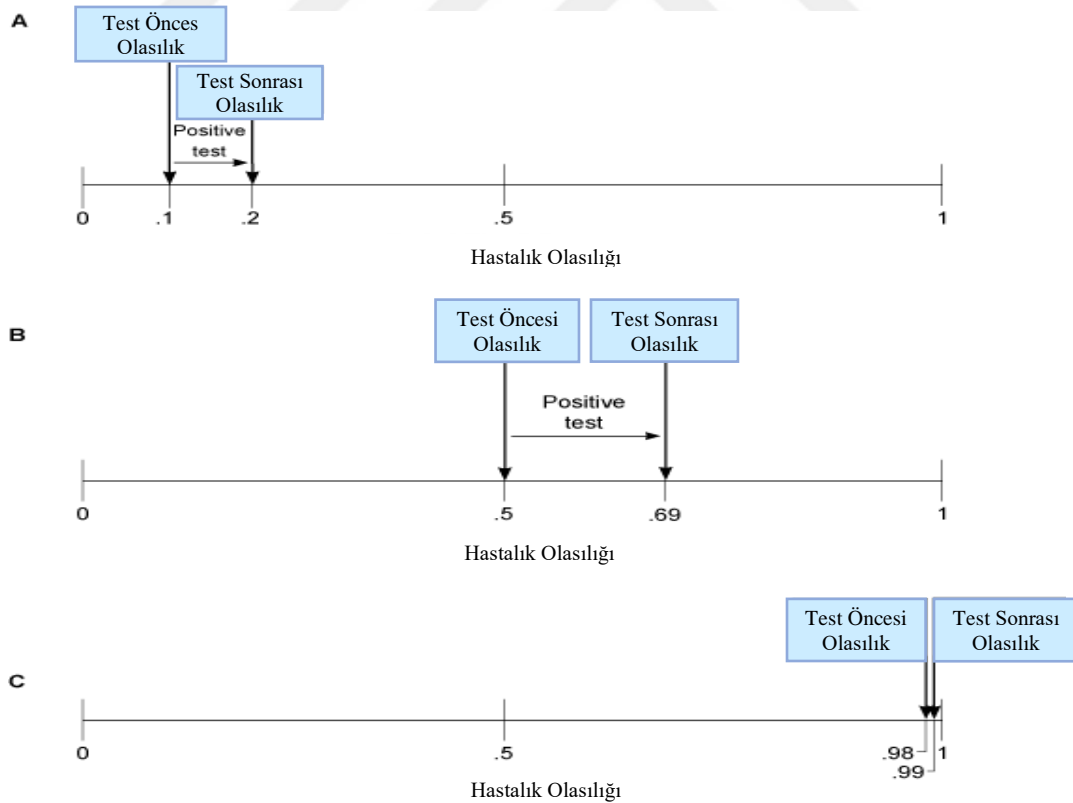 A
Test Önces
Olasılık
Test Sonrası
Olasılık
Positive
test
0
.1
.2
.5
1
Hastalık Olasılığı
B
Test Öncesi
Olasılık
Test Sonrası
Olasılık
Positive
test
0
.5
.69
1
Hastalık Olasılığı
C
Test Öncesi
Olasılık
Test Sonrası
Olasılık
0
.5
.98
1
.99
Hastalık Olasılığı